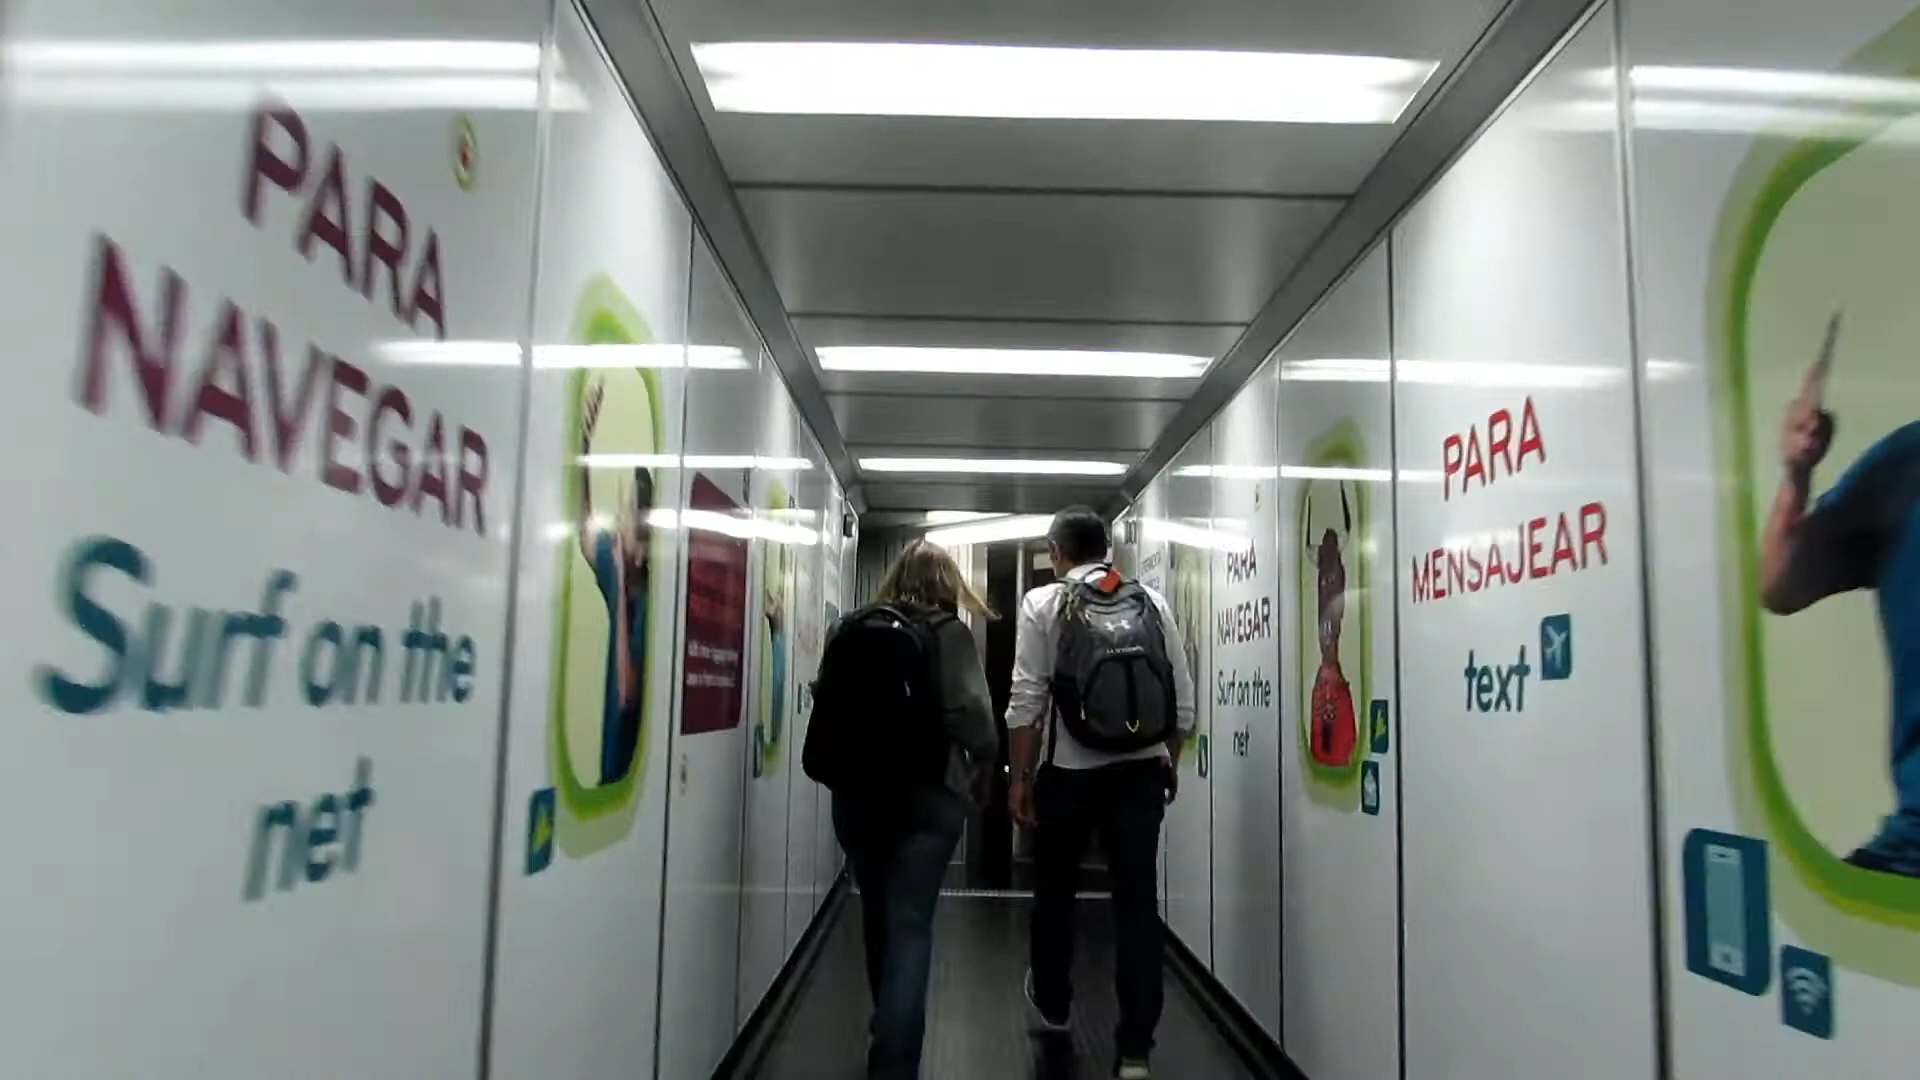 PARA
NAVEGAR
Surf on the
net
PARA
NAVEGAR
Surf on the
net
PARA
MENSAJEAR
text